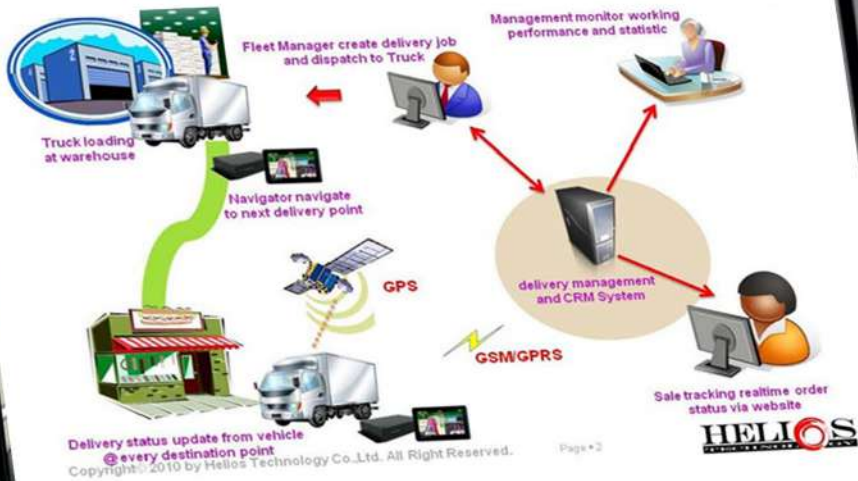 Management monitor working
performance and statistic
Fleet Manager create delivery job
and dispatch to Truck
Truck loading
at warehouse
Navigator navigate
to next delivery point
GPS
delivery management
and CRM System
GSM/GPRS
Sale tracking realtime order
status via website
Delivery status update from vehicle
@every destination point
HELIOS
Copyright©2010 by Helios Technology Co.,Ltd. All Right Reserved.
Page•2